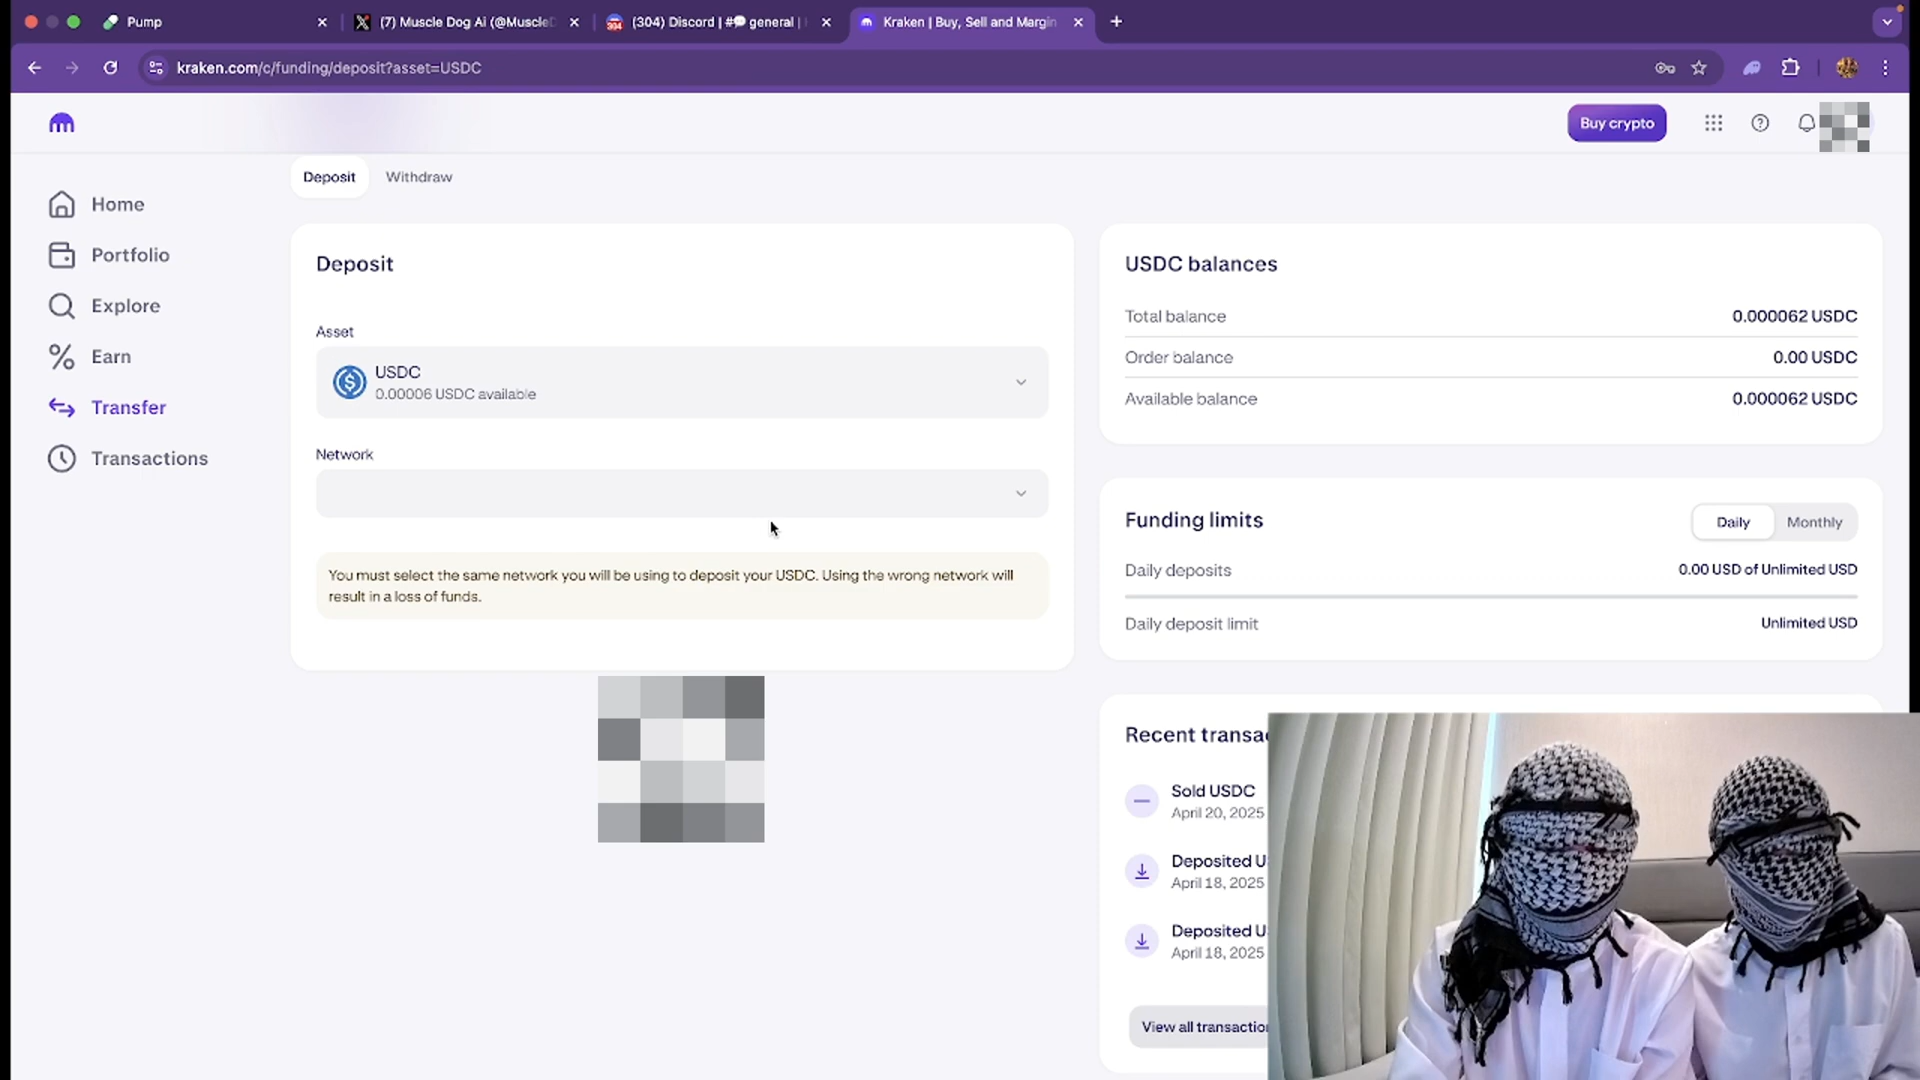 Pump
(7) Muscle Dog Ai (@MuscleD
(304) Discord | #💬 general |
Kraken | Buy, Sell and Margin
kraken.com/c/funding/deposit?asset=USDC
Buy crypto
Home
Portfolio
Explore
Earn
Transfer
Transactions
Deposit
Withdraw
Deposit
Asset
USDC
0.00006 USDC available
Network
You must select the same network you will be using to deposit your USDC. Using the wrong network will
result in a loss of funds.
USDC balances
Total balance 0.000062 USDC
Order balance 0.00 USDC
Available balance 0.000062 USDC
Funding limits
Daily
Monthly
Daily deposits 0.00 USD of Unlimited USD
Daily deposit limit Unlimited USD
Recent transa
Sold USDC
April 20, 2025
Deposited U
April 18, 2025
Deposited U
April 18, 2025
View all transaction